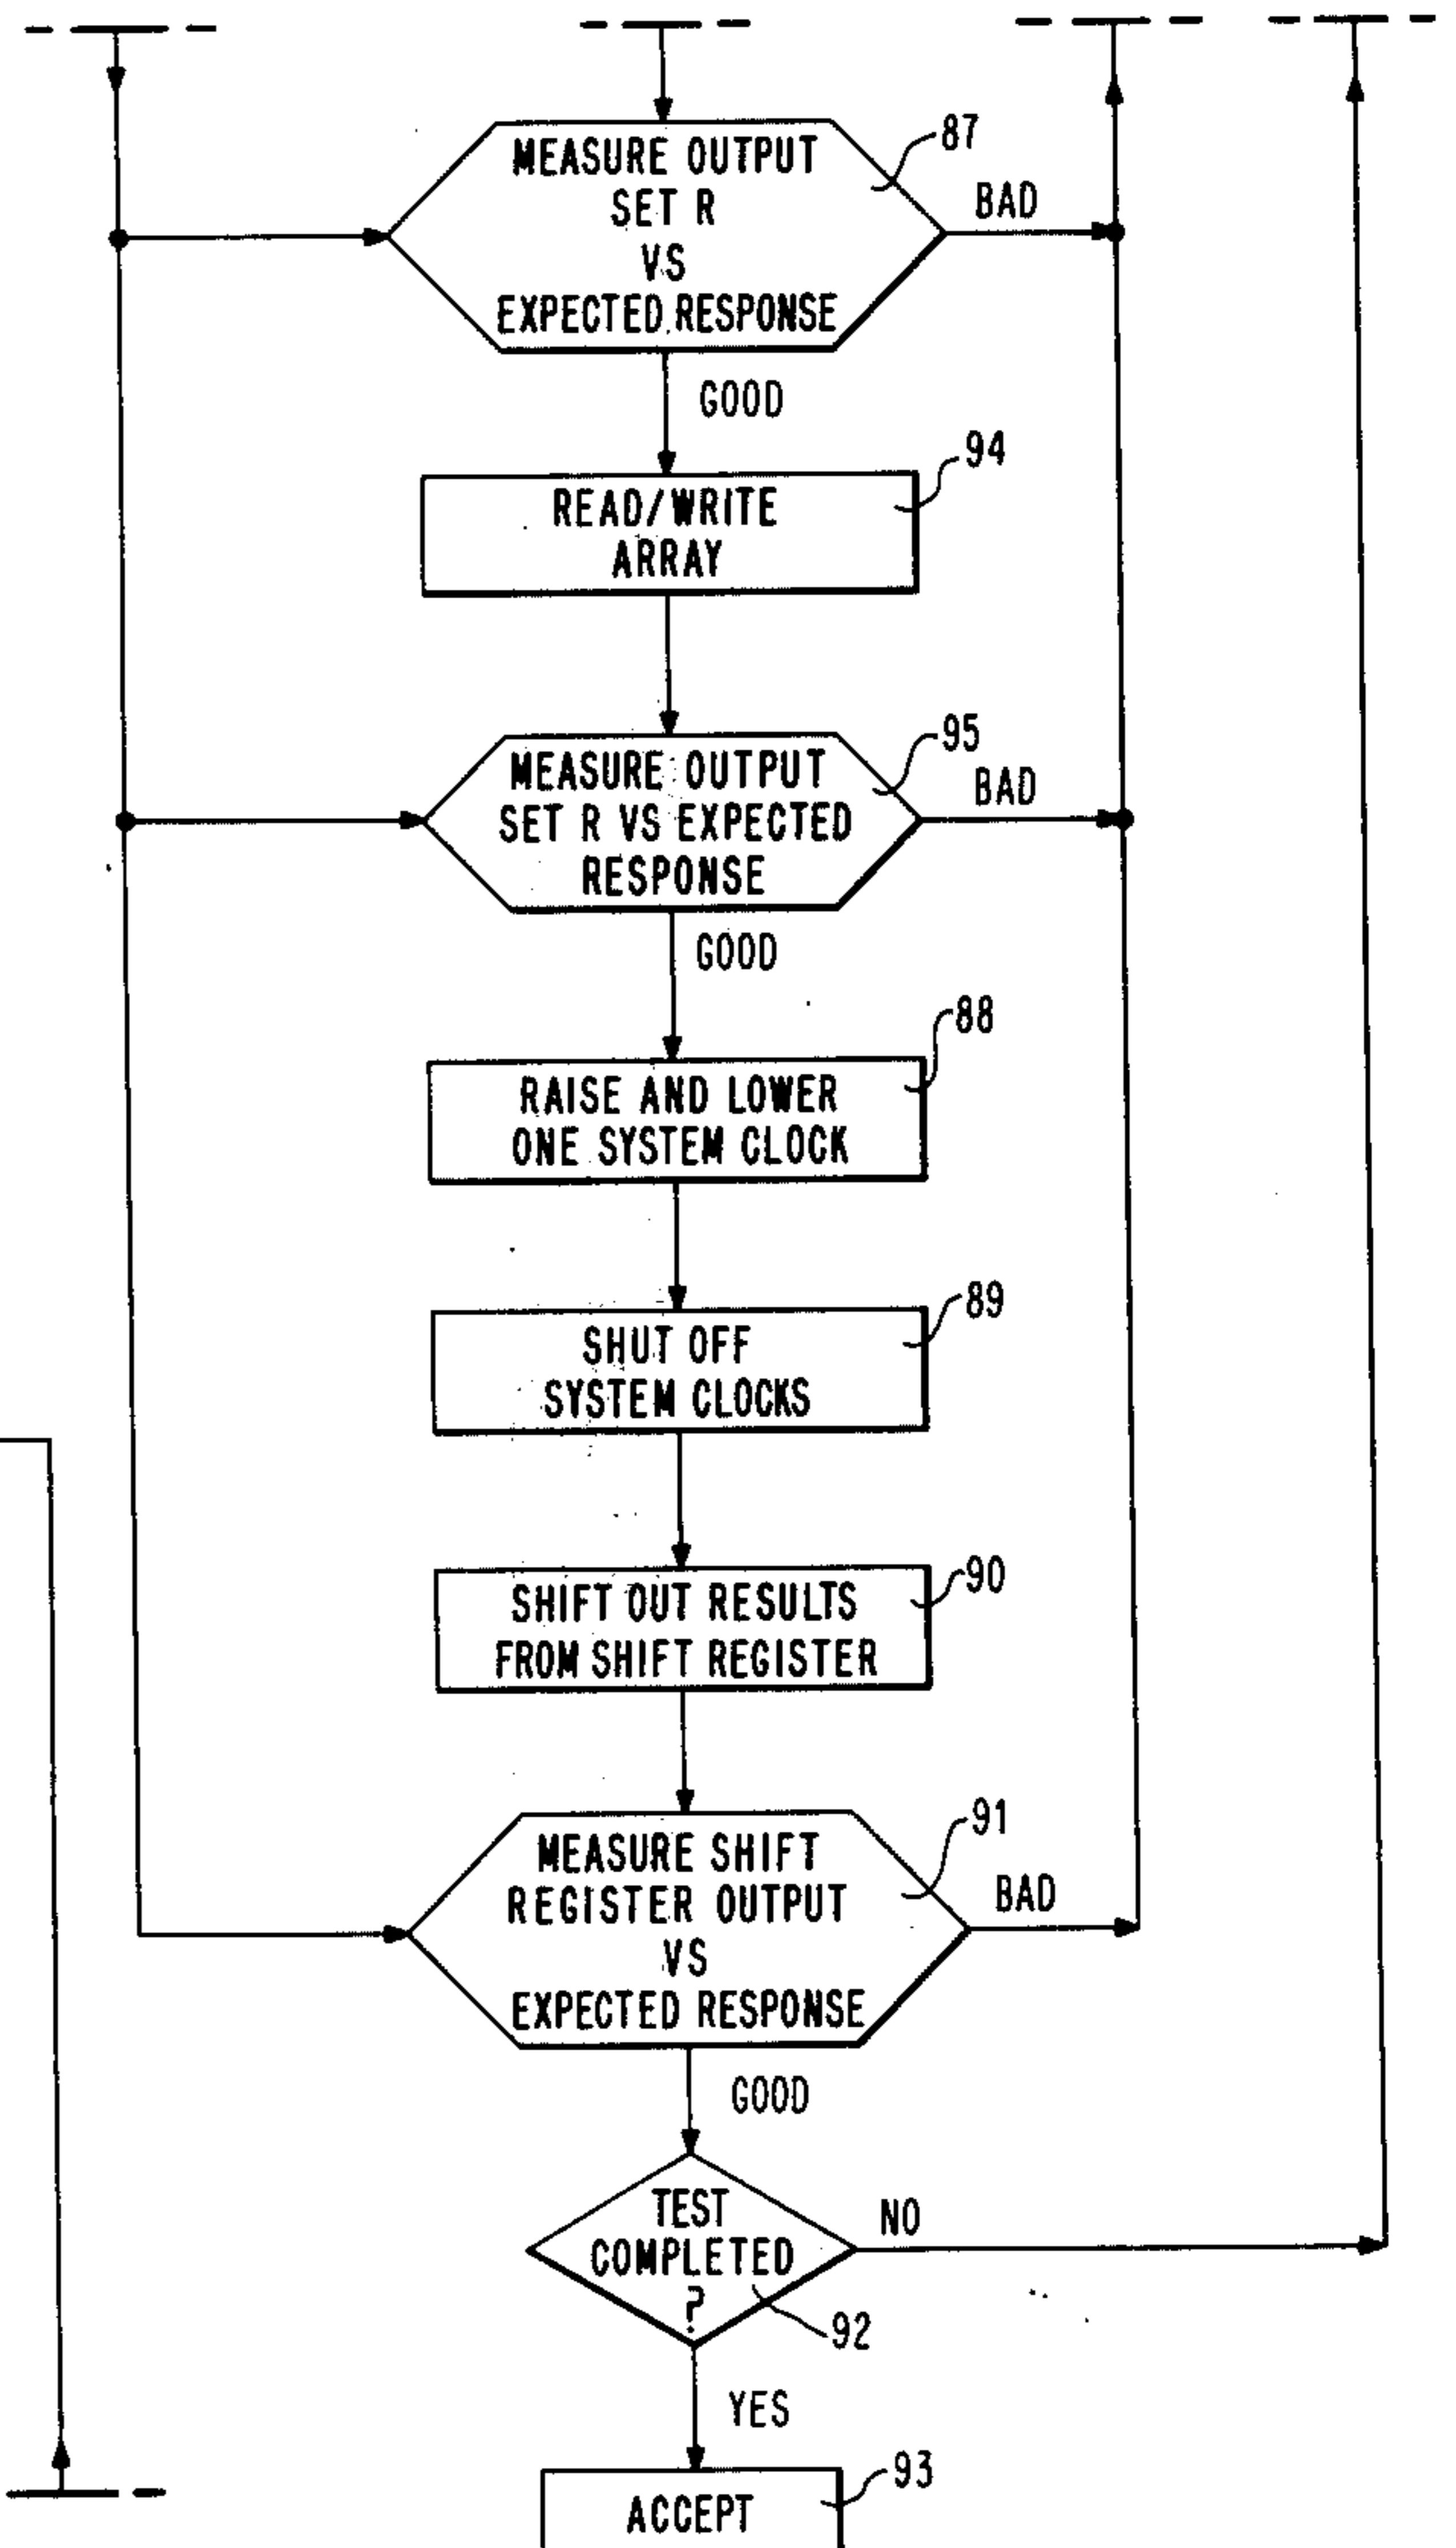 87
MEASURE OUTPUT
SET R
VS
EXPECTED RESPONSE
BAD
GOOD
94
READ/WRITE
ARRAY
95
MEASURE OUTPUT
SET R VS EXPECTED
RESPONSE
BAD
GOOD
88
RAISE AND LOWER
ONE SYSTEM CLOCK
89
SHUT OFF
SYSTEM CLOCKS
90
SHIFT OUT RESULTS
FROM SHIFT REGISTER
91
MEASURE SHIFT
REGISTER OUTPUT
VS
EXPECTED RESPONSE
BAD
GOOD
TEST
COMPLETED
?
NO
92
YES
93
ACCEPT